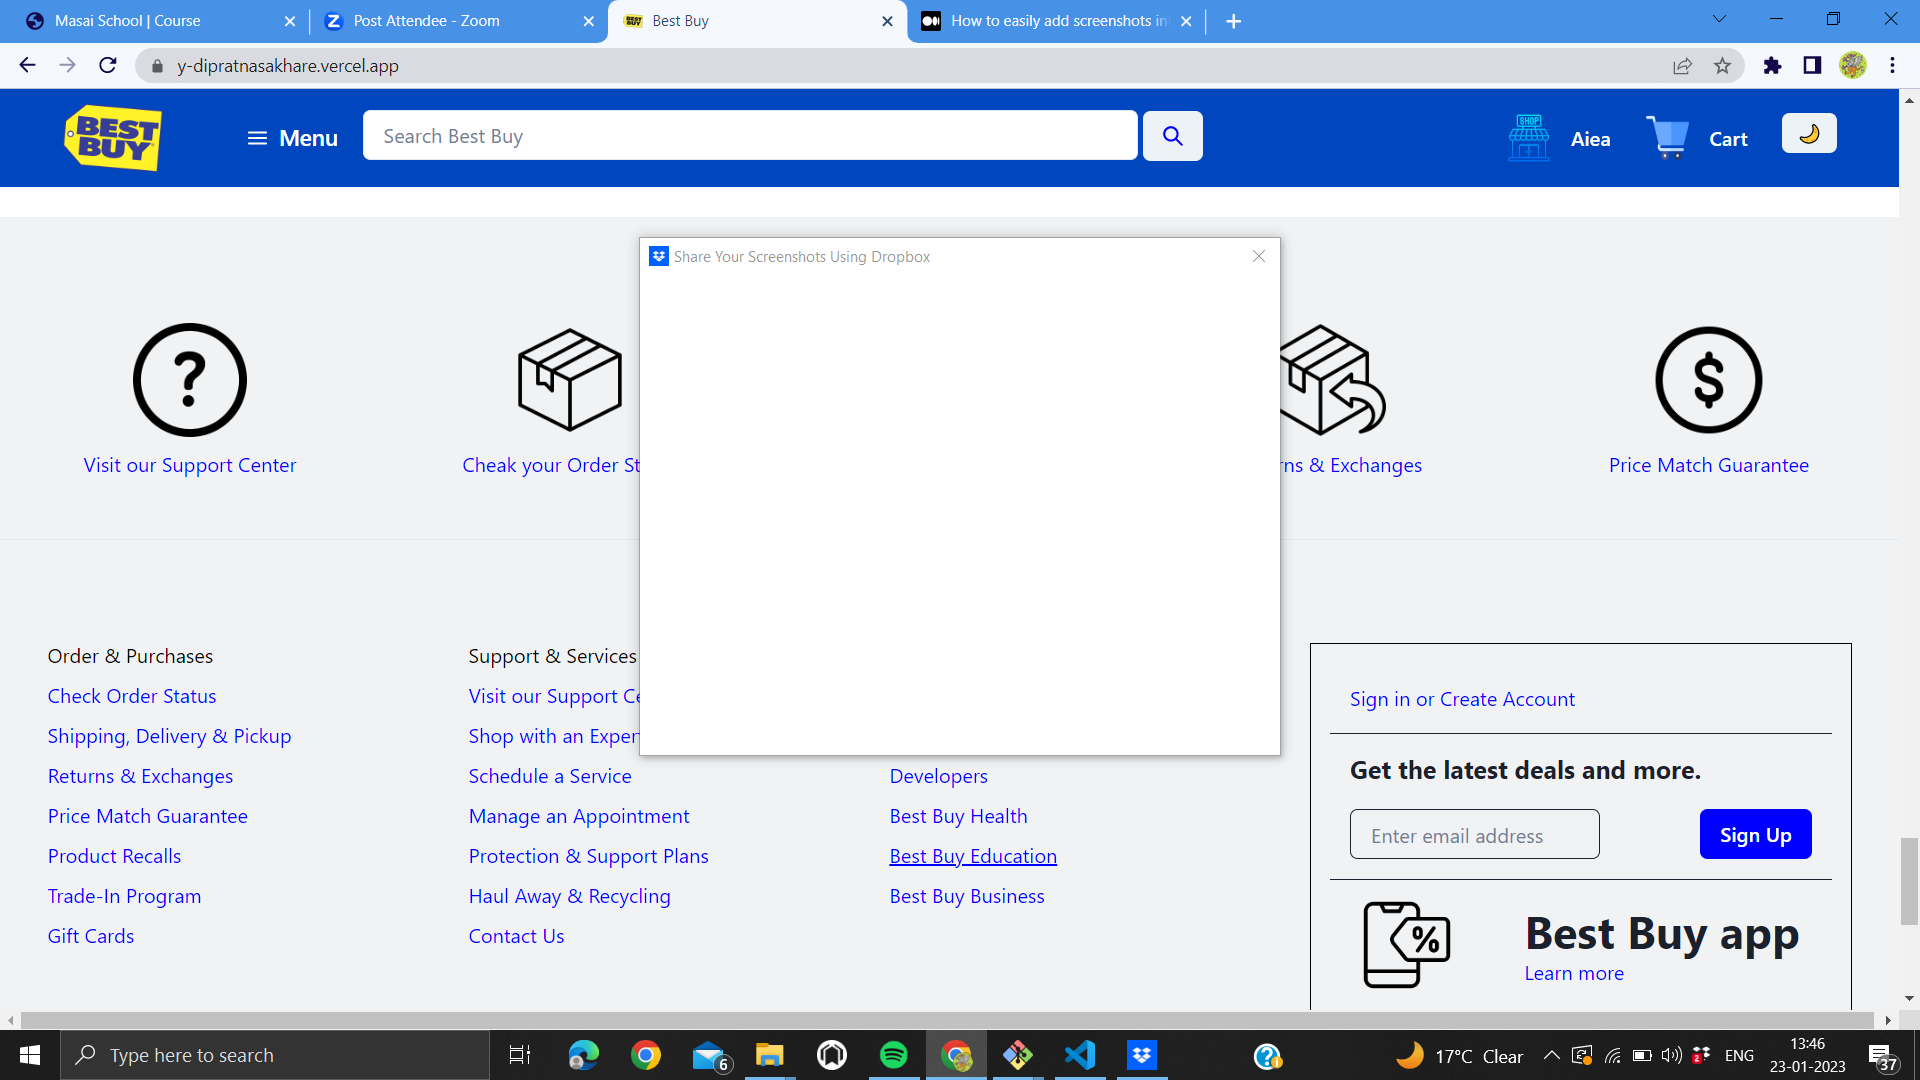 Masai School | Course
Post Attendee - Zoom
Best Buy
How to easily add screenshots in
y-dipratnasakhare.vercel.app
BEST BUY
Menu
Search Best Buy
SHOP
Aiea
Cart
Share Your Screenshots Using Dropbox
Visit our Support Center
Cheak your Order St
rns & Exchanges
Price Match Guarantee
Order & Purchases
Check Order Status
Shipping, Delivery & Pickup
Returns & Exchanges
Price Match Guarantee
Product Recalls
Trade-In Program
Gift Cards
Support & Services
Visit our Support Ce
Shop with an Exper
Schedule a Service
Manage an Appointment
Protection & Support Plans
Haul Away & Recycling
Contact Us
Developers
Best Buy Health
Best Buy Education
Best Buy Business
Sign in or Create Account
Get the latest deals and more.
Enter email address
Sign Up
Best Buy app
Learn more
Type here to search
6
17°C Clear
2
ENG
13:46
23-01-2023
37